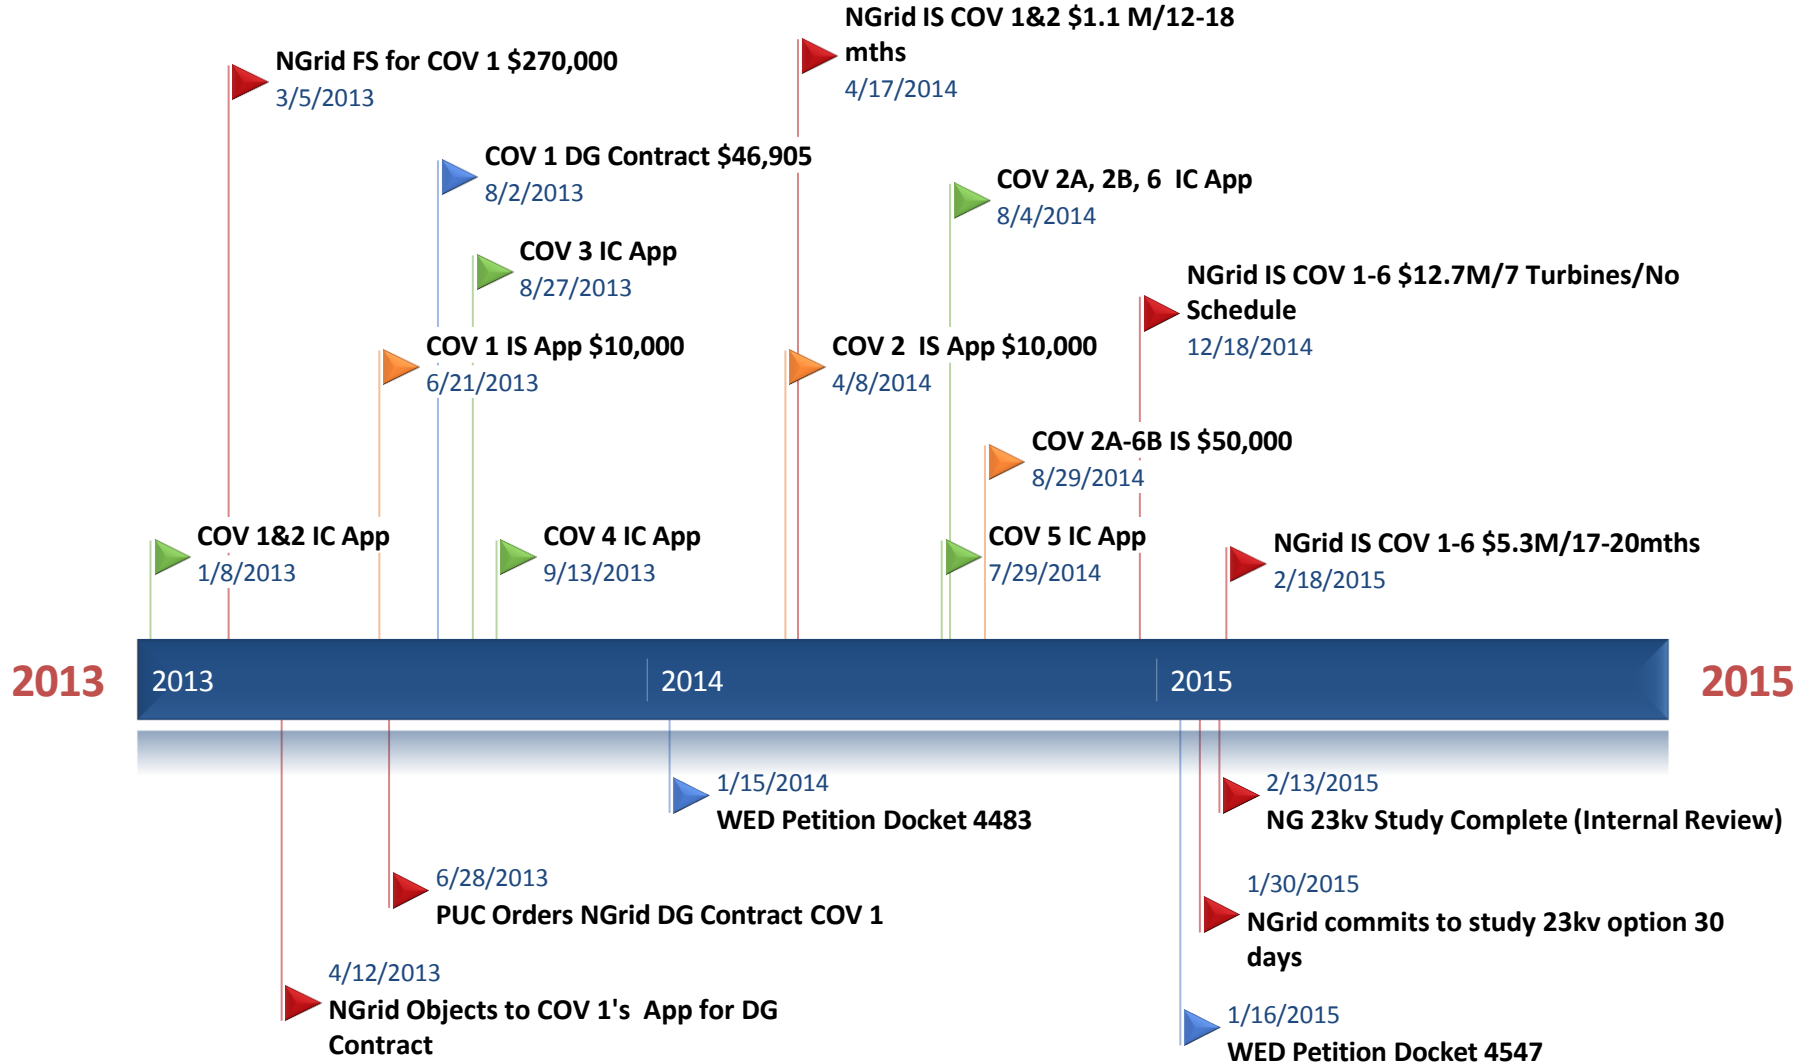 NGrid IS COV 1&2 $1.1 M/12-18
mths
4/17/2014
NGrid FS for COV 1 $270,000
3/5/2013
COV 1 DG Contract $46,905
8/2/2013
COV 2A, 2B, 6  IC App
8/4/2014
COV 3 IC App
8/27/2013
NGrid IS COV 1-6 $12.7M/7 Turbines/No
Schedule
12/18/2014
COV 1 IS App $10,000
6/21/2013
COV 2  IS App $10,000
4/8/2014
COV 2A-6B IS $50,000
8/29/2014
COV 1&2 IC App
1/8/2013
COV 4 IC App
9/13/2013
COV 5 IC App
7/29/2014
NGrid IS COV 1-6 $5.3M/17-20mths
2/18/2015
2013
2013
2014
2015
2015
1/15/2014
WED Petition Docket 4483
2/13/2015
NG 23kv Study Complete (Internal Review)
6/28/2013
PUC Orders NGrid DG Contract COV 1
1/30/2015
NGrid commits to study 23kv option 30
days
4/12/2013
NGrid Objects to COV 1's  App for DG
Contract
1/16/2015
WED Petition Docket 4547